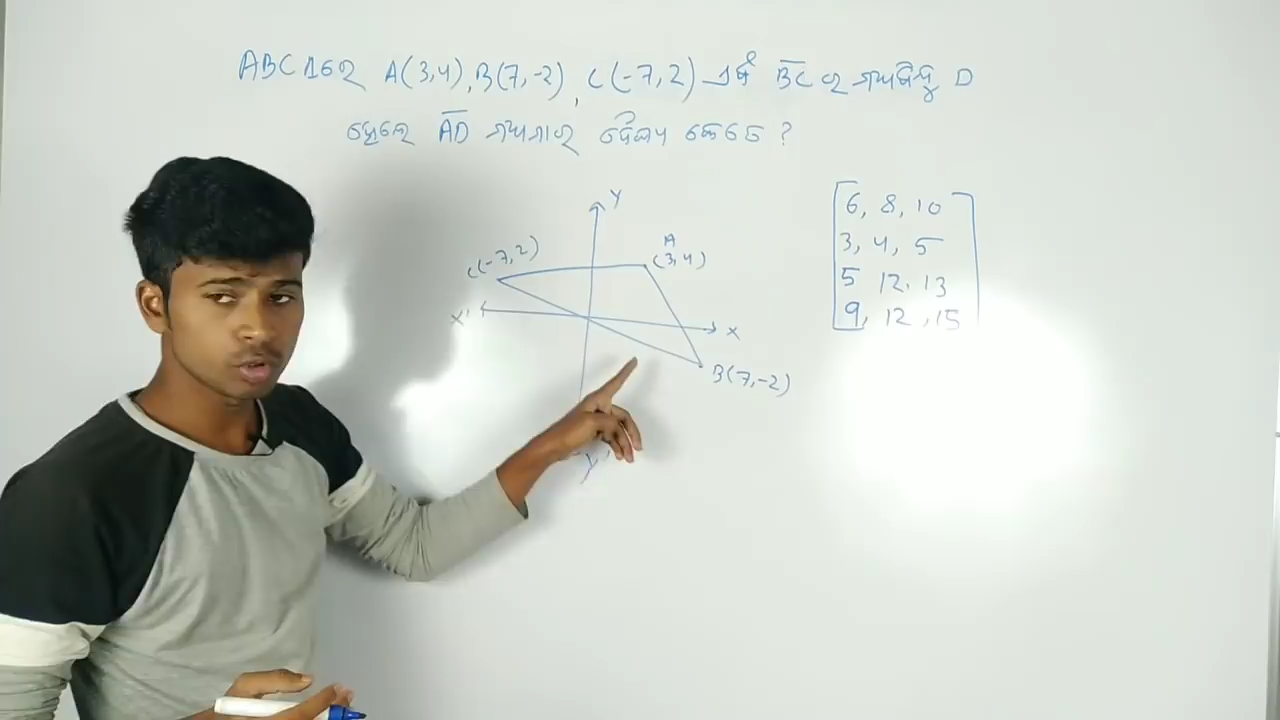 ABC Δରେ A(3,4), B(7,-2), C(-7,2) ଏବଂ BC ର ମଧ୍ୟବିନ୍ଦୁ D
ହେଲେ AD ମଧ୍ୟମାର ଦୈର୍ଘ୍ୟ କେତେ ?
Y
C(-7,2)
A
(3,4)
X'
X
B(7,-2)
Y'
6, 8, 10
3, 4, 5
5 12, 13
9, 12, 15